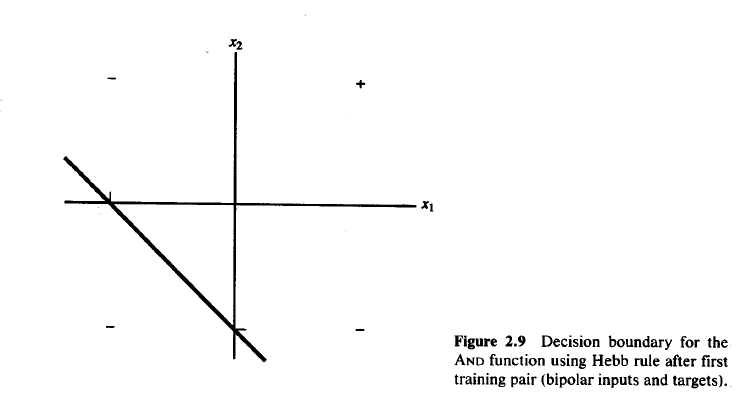 x2
−
+
x1
−
−
Figure 2.9 Decision boundary for the
AND function using Hebb rule after first
training pair (bipolar inputs and targets).